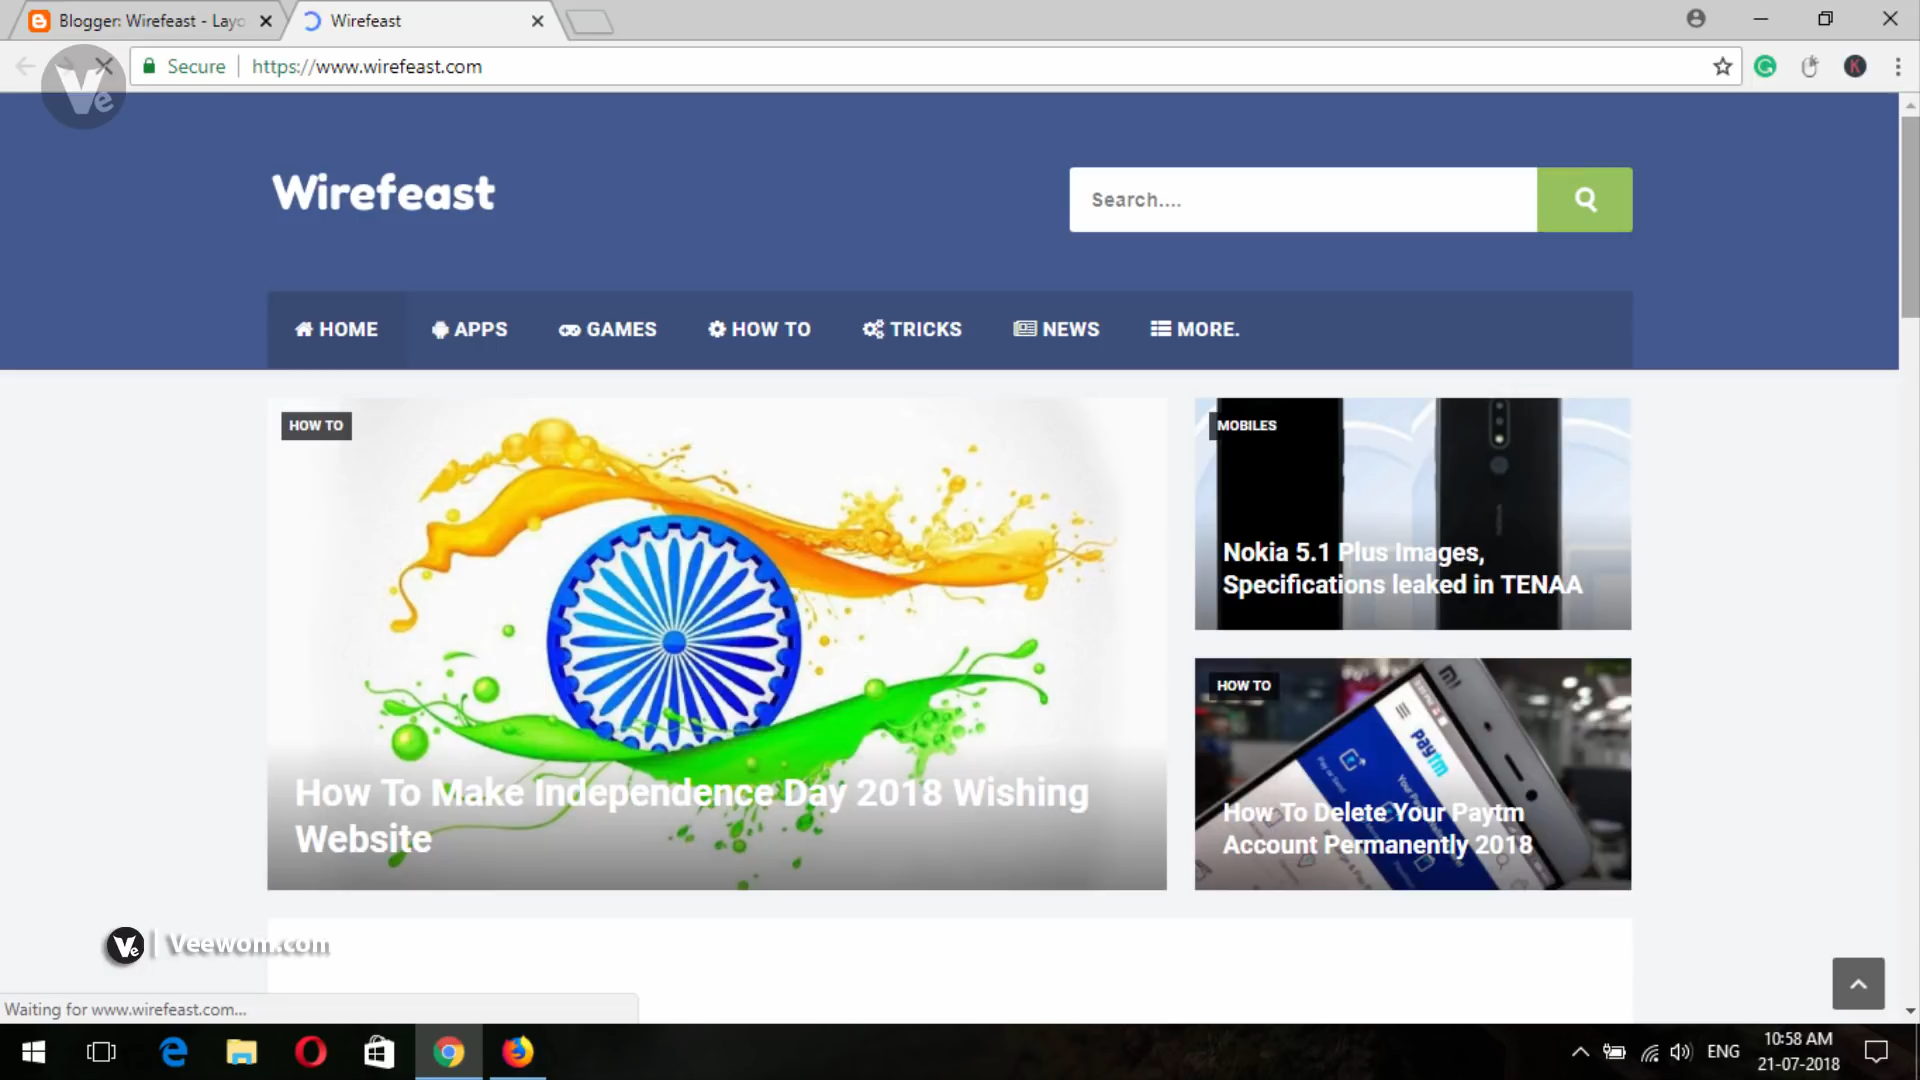 Blogger: Wirefeast - Layo
Wirefeast
Secure
https://www.wirefeast.com
Ve
Wirefeast
Search....
HOME
APPS
GAMES
HOW TO
TRICKS
NEWS
MORE.
HOW TO
How To Make Independence Day 2018 Wishing
Website
MOBILES
Nokia 5.1 Plus Images,
Specifications leaked in TENAA
HOW TO
paytm
How To Delete Your Paytm
Account Permanently 2018
Ve | Veewom.com
Waiting for www.wirefeast.com...
ENG
10:58 AM
21-07-2018